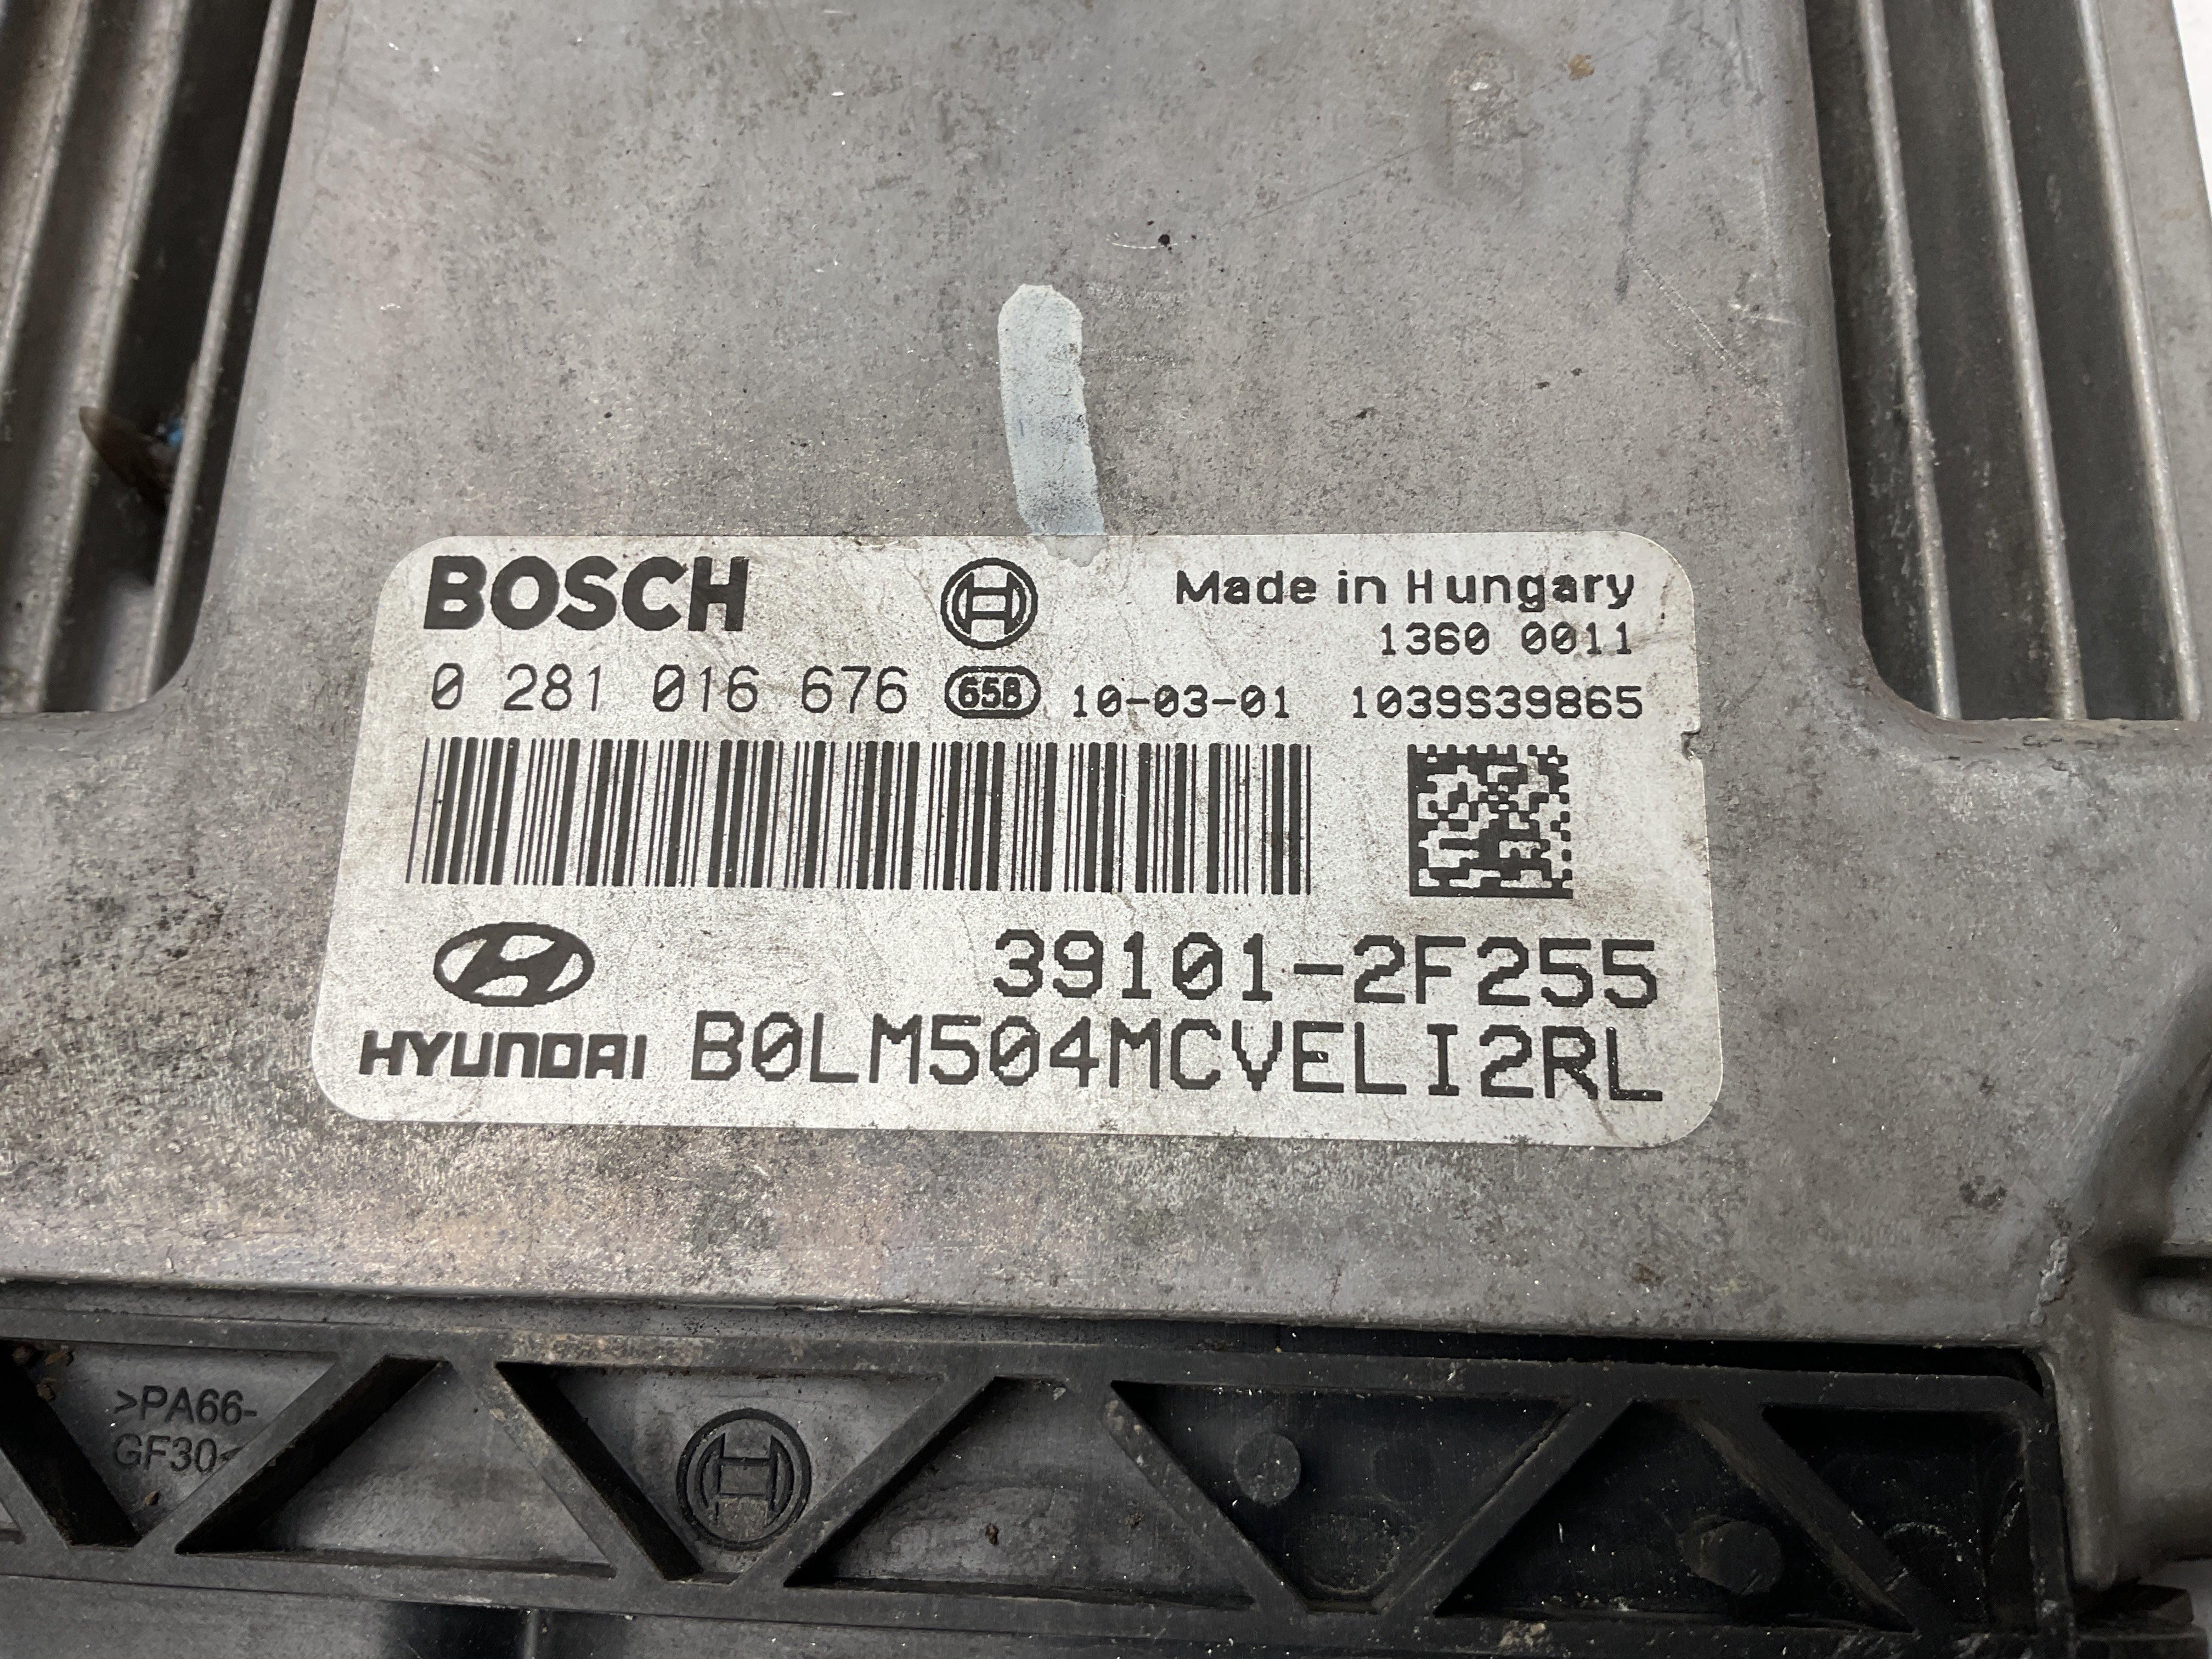 BOSCH
Made in Hungary
1360 0011
0 281 016 676 658 10-03-01 1039S39865
39101-2F255
HYUNDAI B0LM504MCVELI2RL
>PA66-
GF30<